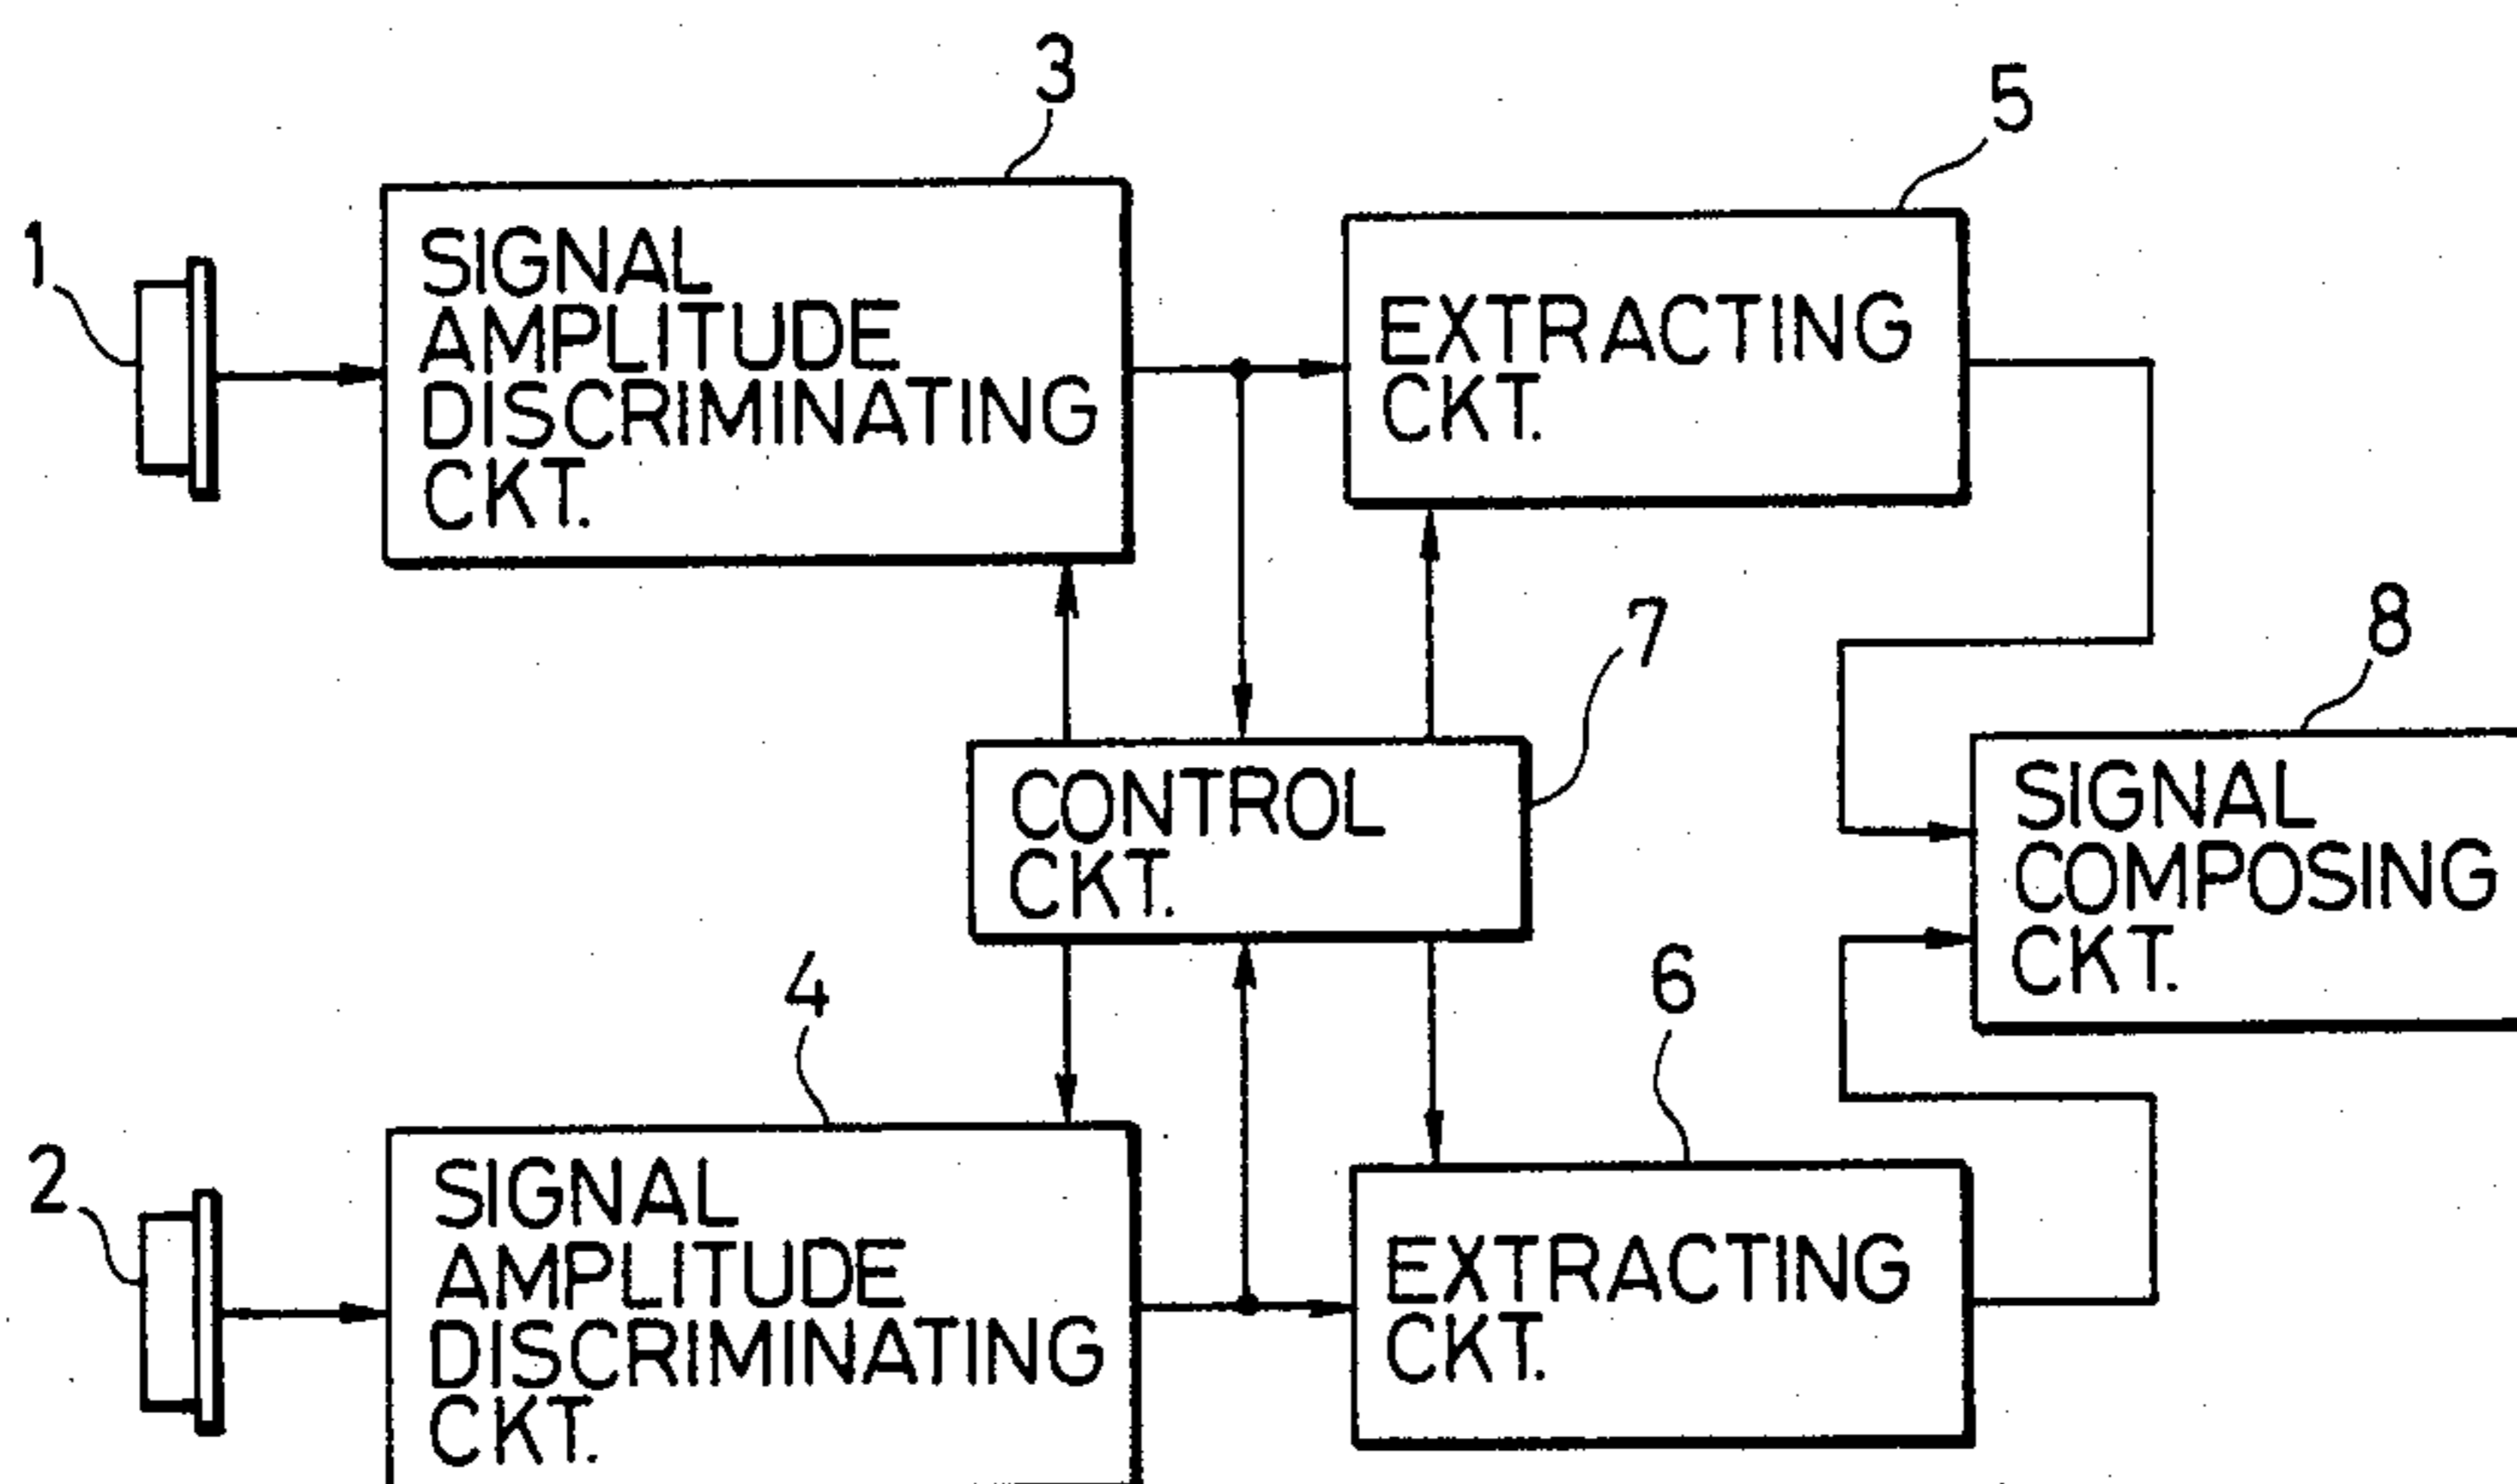 3
5
1
SIGNAL
AMPLITUDE
DISCRIMINATING
CKT.
EXTRACTING
CKT.
7
8
CONTROL
CKT.
SIGNAL
COMPOSING
CKT.
4
6
2
SIGNAL
AMPLITUDE
DISCRIMINATING
CKT.
EXTRACTING
CKT.